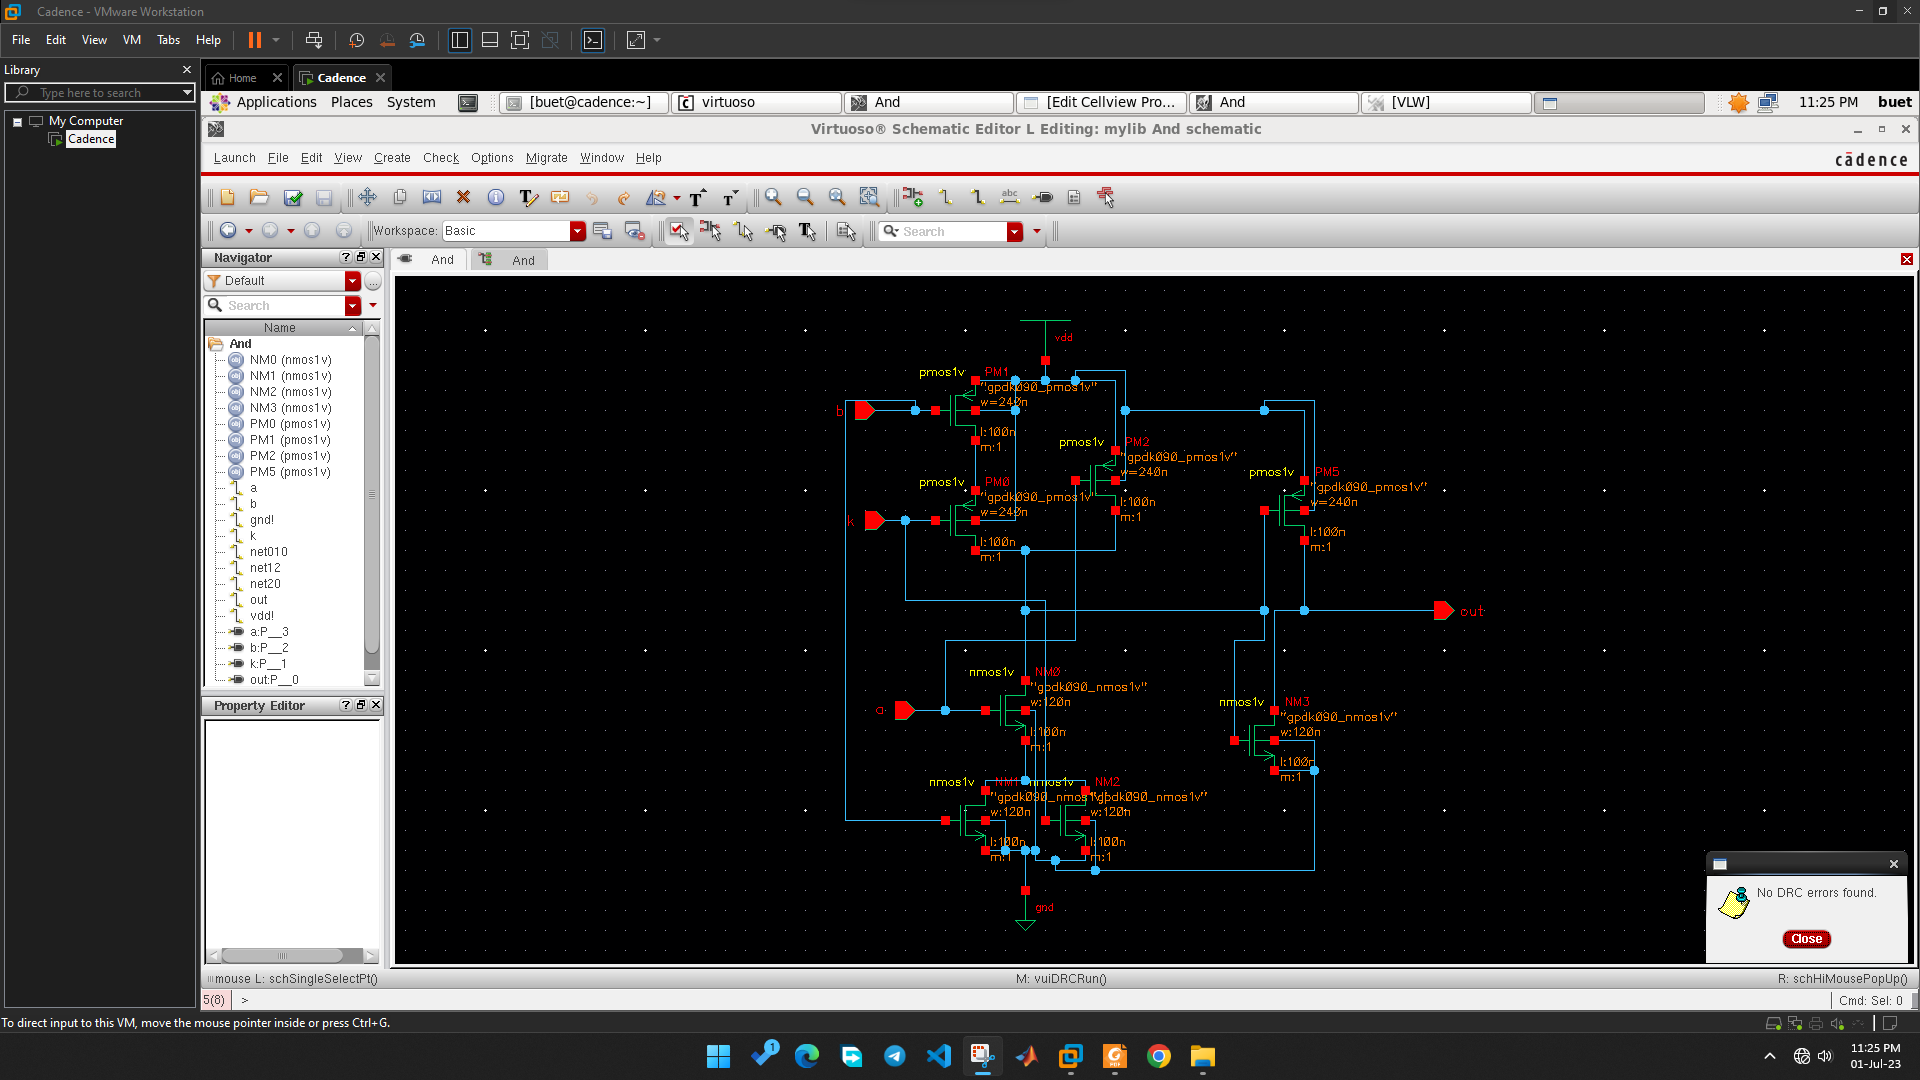 Cadence - VMware Workstation
File Edit View VM Tabs Help
Library
Home
Cadence
Type here to search
Applications Places System
[buet@cadence:~]
virtuoso
And
[Edit Cellview Pro...
And
[VLW]
11:25 PM buet
My Computer
Cadence
Virtuoso® Schematic Editor L Editing: mylib And schematic
Launch File Edit View Create Check Options Migrate Window Help
cādence
Workspace: Basic
Search
Navigator
And
And
Default
Search
Name
And
NM0 (nmos1v)
NM1 (nmos1v)
NM2 (nmos1v)
NM3 (nmos1v)
PM0 (pmos1v)
PM1 (pmos1v)
PM2 (pmos1v)
PM5 (pmos1v)
a
b
gnd!
k
net010
net12
net20
out
vdd!
a:P__3
b:P__2
k:P__1
out:P__0
Property Editor
vdd
pmos1v PM1
"gpdk090_pmos1v"
w=240n
l:100n
m:1
b
pmos1v PM2
"gpdk090_pmos1v"
w=240n
l:100n
m:1
pmos1v PM0
"gpdk090_pmos1v"
w=240n
l:100n
m:1
k
pmos1v PM5
"gpdk090_pmos1v"
w=240n
l:100n
m:1
out
nmos1v NM0
"gpdk090_nmos1v"
w:120n
l:100n
m:1
a
nmos1v NM3
"gpdk090_nmos1v"
w:120n
l:100n
m:1
nmos1v NM1
"gpdk090_nmos1v"
w:120n
l:100n
m:1
nmos1v NM2
"gpdk090_nmos1v"
w:120n
l:100n
m:1
gnd
No DRC errors found.
Close
mouse L: schSingleSelectPt()
M: vuiDRCRun()
R: schHiMousePopUp()
5(8) >
Cmd: Sel: 0
To direct input to this VM, move the mouse pointer inside or press Ctrl+G.
1
11:25 PM
01-Jul-23